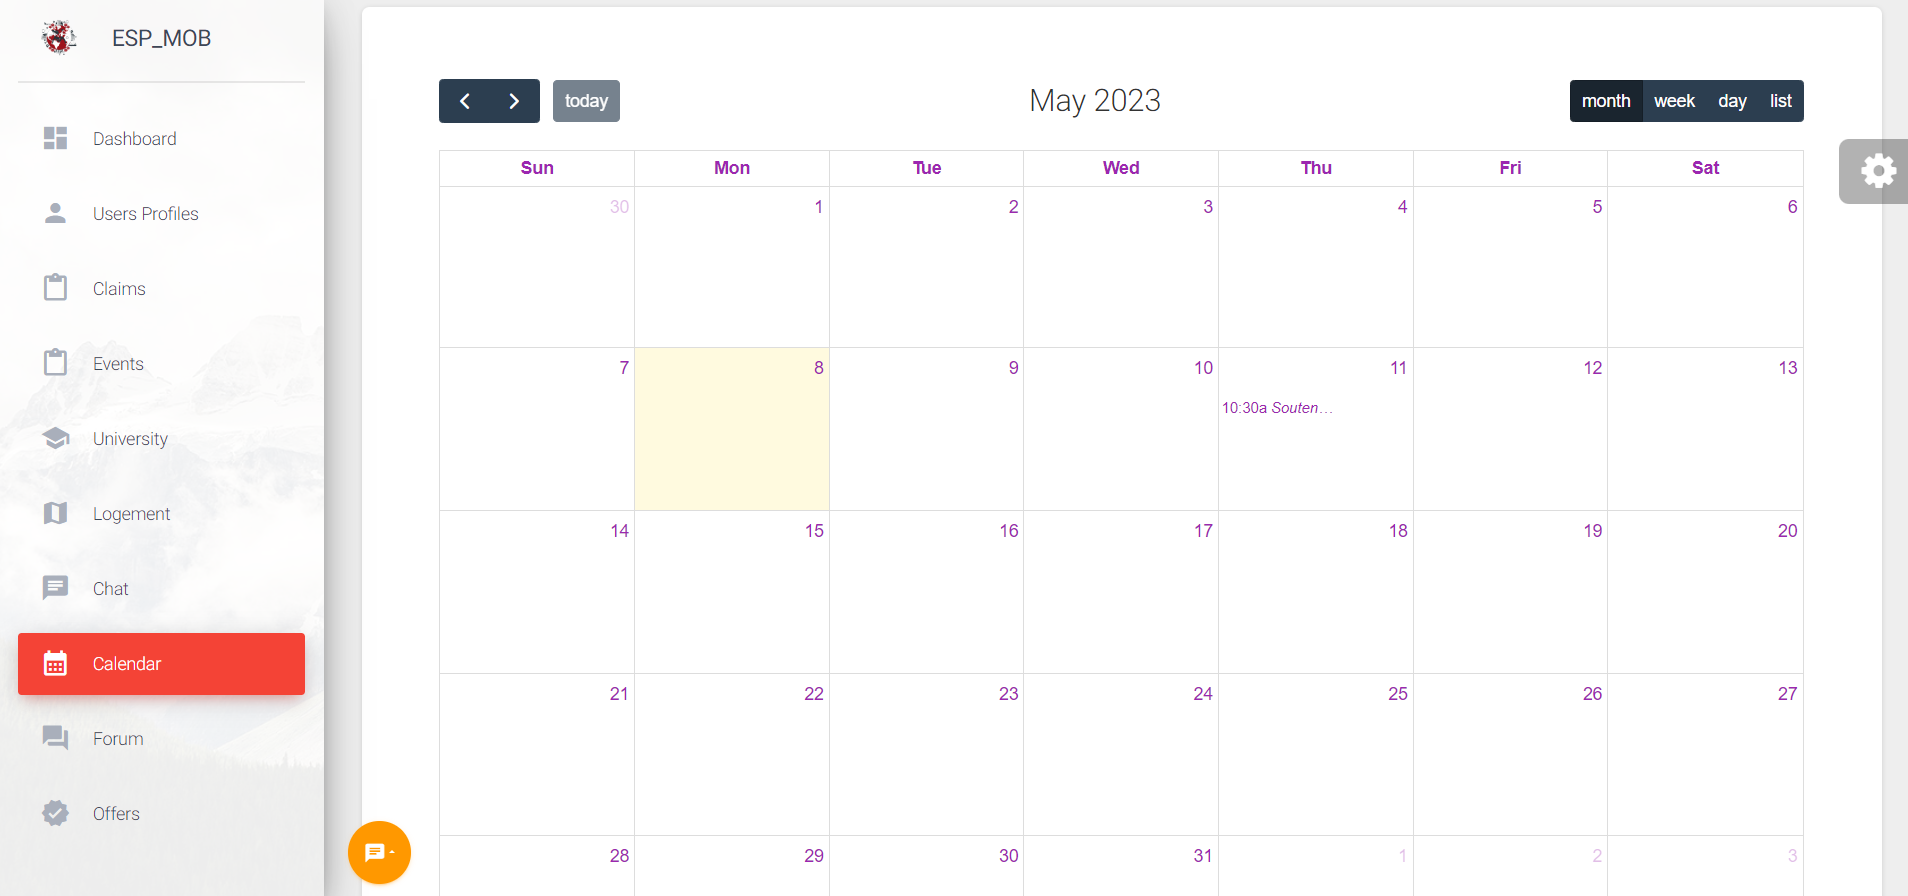 ESP_MOB
Dashboard
Users Profiles
Claims
Events
University
Logement
Chat
Calendar
Forum
Offers
today
May 2023
month week day list
Sun Mon Tue Wed Thu Fri Sat
30 1 2 3 4 5 6
7 8 9 10 11 12 13
10:30a Souten...
14 15 16 17 18 19 20
21 22 23 24 25 26 27
28 29 30 31 1 2 3